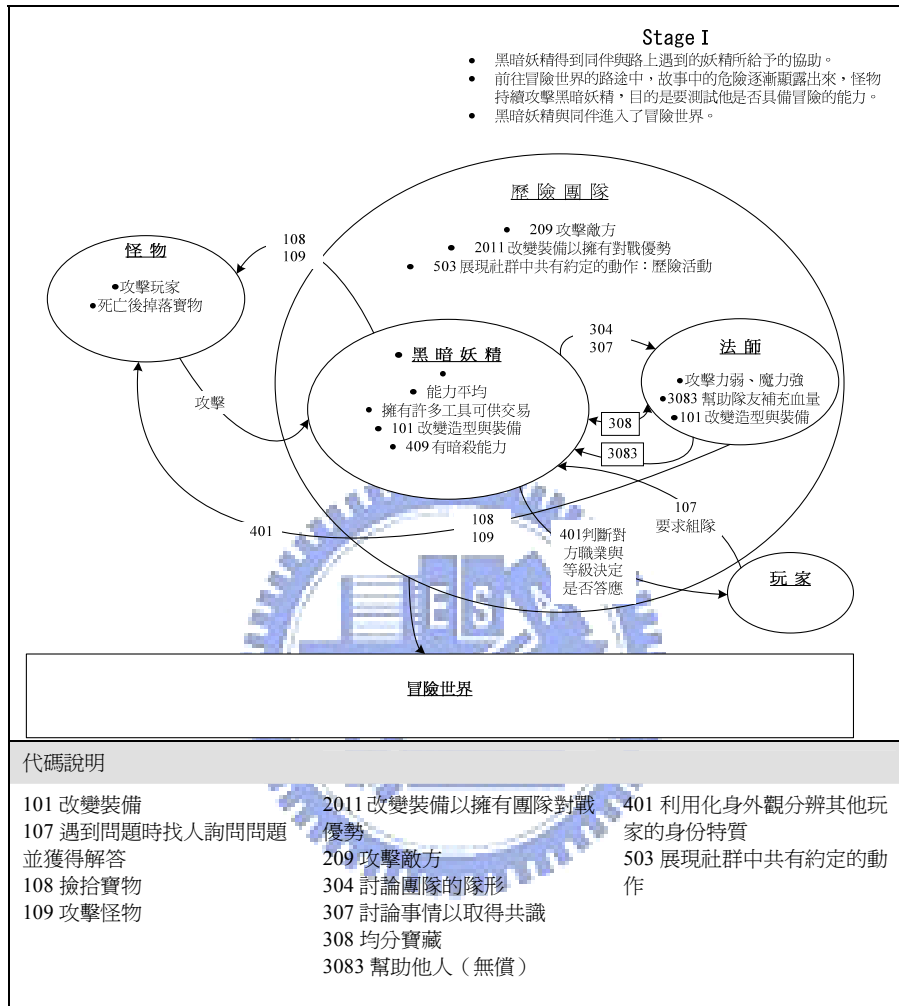 Stage I
● 黑暗妖精得到同伴與路上遇到的妖精所給予的協助。
● 前往冒險世界的路途中，故事中的危險逐漸顯露出來，怪物
持續攻擊黑暗妖精，目的是要測試他是否具備冒險的能力。
● 黑暗妖精與同伴進入了冒險世界。
歷險團隊
● 209 攻擊敵方
● 2011 改變裝備以擁有對戰優勢
● 503 展現社群中共有約定的動作：歷險活動
怪物
●攻擊玩家
●死亡後掉落寶物
108
109
● 黑暗妖精
●
● 能力平均
● 擁有許多工具可供交易
● 101 改變造型與裝備
● 409 有暗殺能力
304
307
法師
●攻擊力弱、魔力強
●3083 幫助隊友補充血量
●101 改變造型與裝備
攻擊
308
3083
401
108
109
401判斷對
方職業與
等級決定
是否答應
107
要求組隊
玩家
ES
冒險世界
代碼說明
101 改變裝備
107 遇到問題時找人詢問問題
並獲得解答
108 撿拾寶物
109 攻擊怪物
2011 改變裝備以擁有團隊對戰
優勢
209 攻擊敵方
304 討論團隊的隊形
307 討論事情以取得共識
308 均分寶藏
3083 幫助他人（無償）
401 利用化身外觀分辨其他玩
家的身份特質
503 展現社群中共有約定的動
作